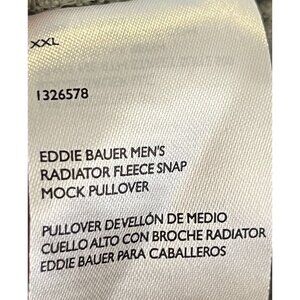 XXL
1326578
EDDIE BAUER MEN'S
RADIATOR FLEECE SNAP
MOCK PULLOVER
PULLOVER DEVELLÓN DE MEDIO
CUELLO ALTO CON BROCHE RADIATOR
EDDIE BAUER PARA CABALLEROS